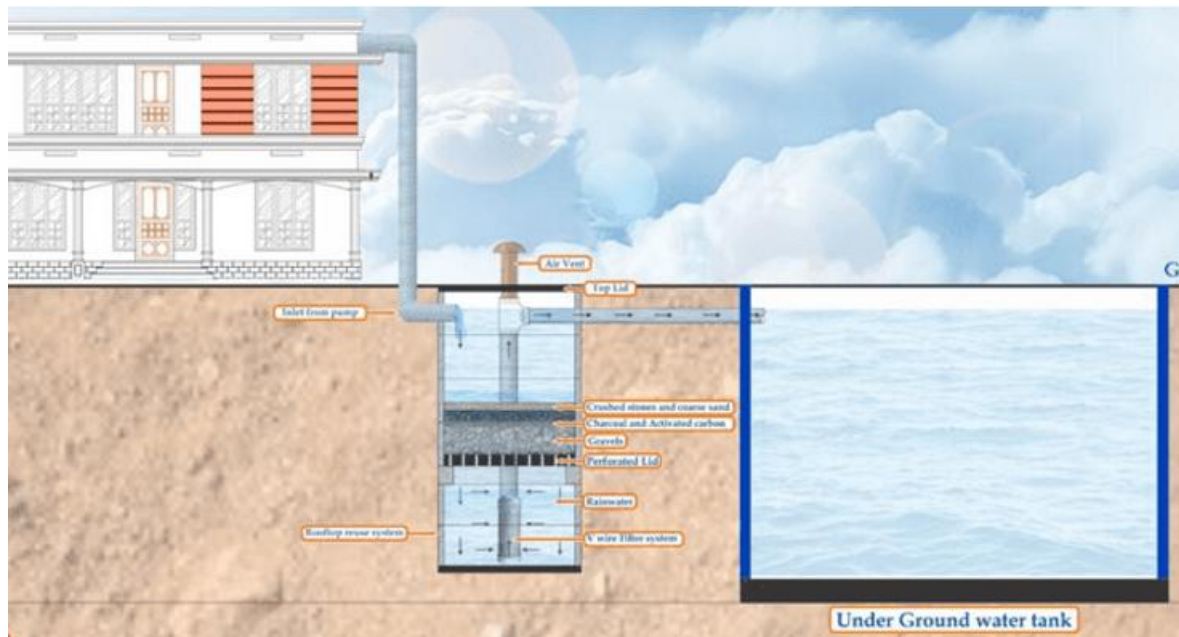 Air Vent
G
Top Lid
Inlet from pump
Crushed stones and coarse sand
Charcoal and Activated carbon
Gravels
Perforated Lid
Rainwater
Rooftop reuse system
V wire Filter system
Under Ground water tank